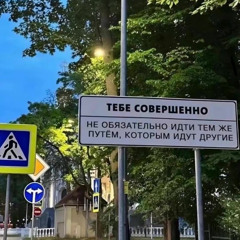 ТЕБЕ СОВЕРШЕННО
НЕ ОБЯЗАТЕЛЬНО ИДТИ ТЕМ ЖЕ
ПУТЁМ, КОТОРЫМ ИДУТ ДРУГИЕ